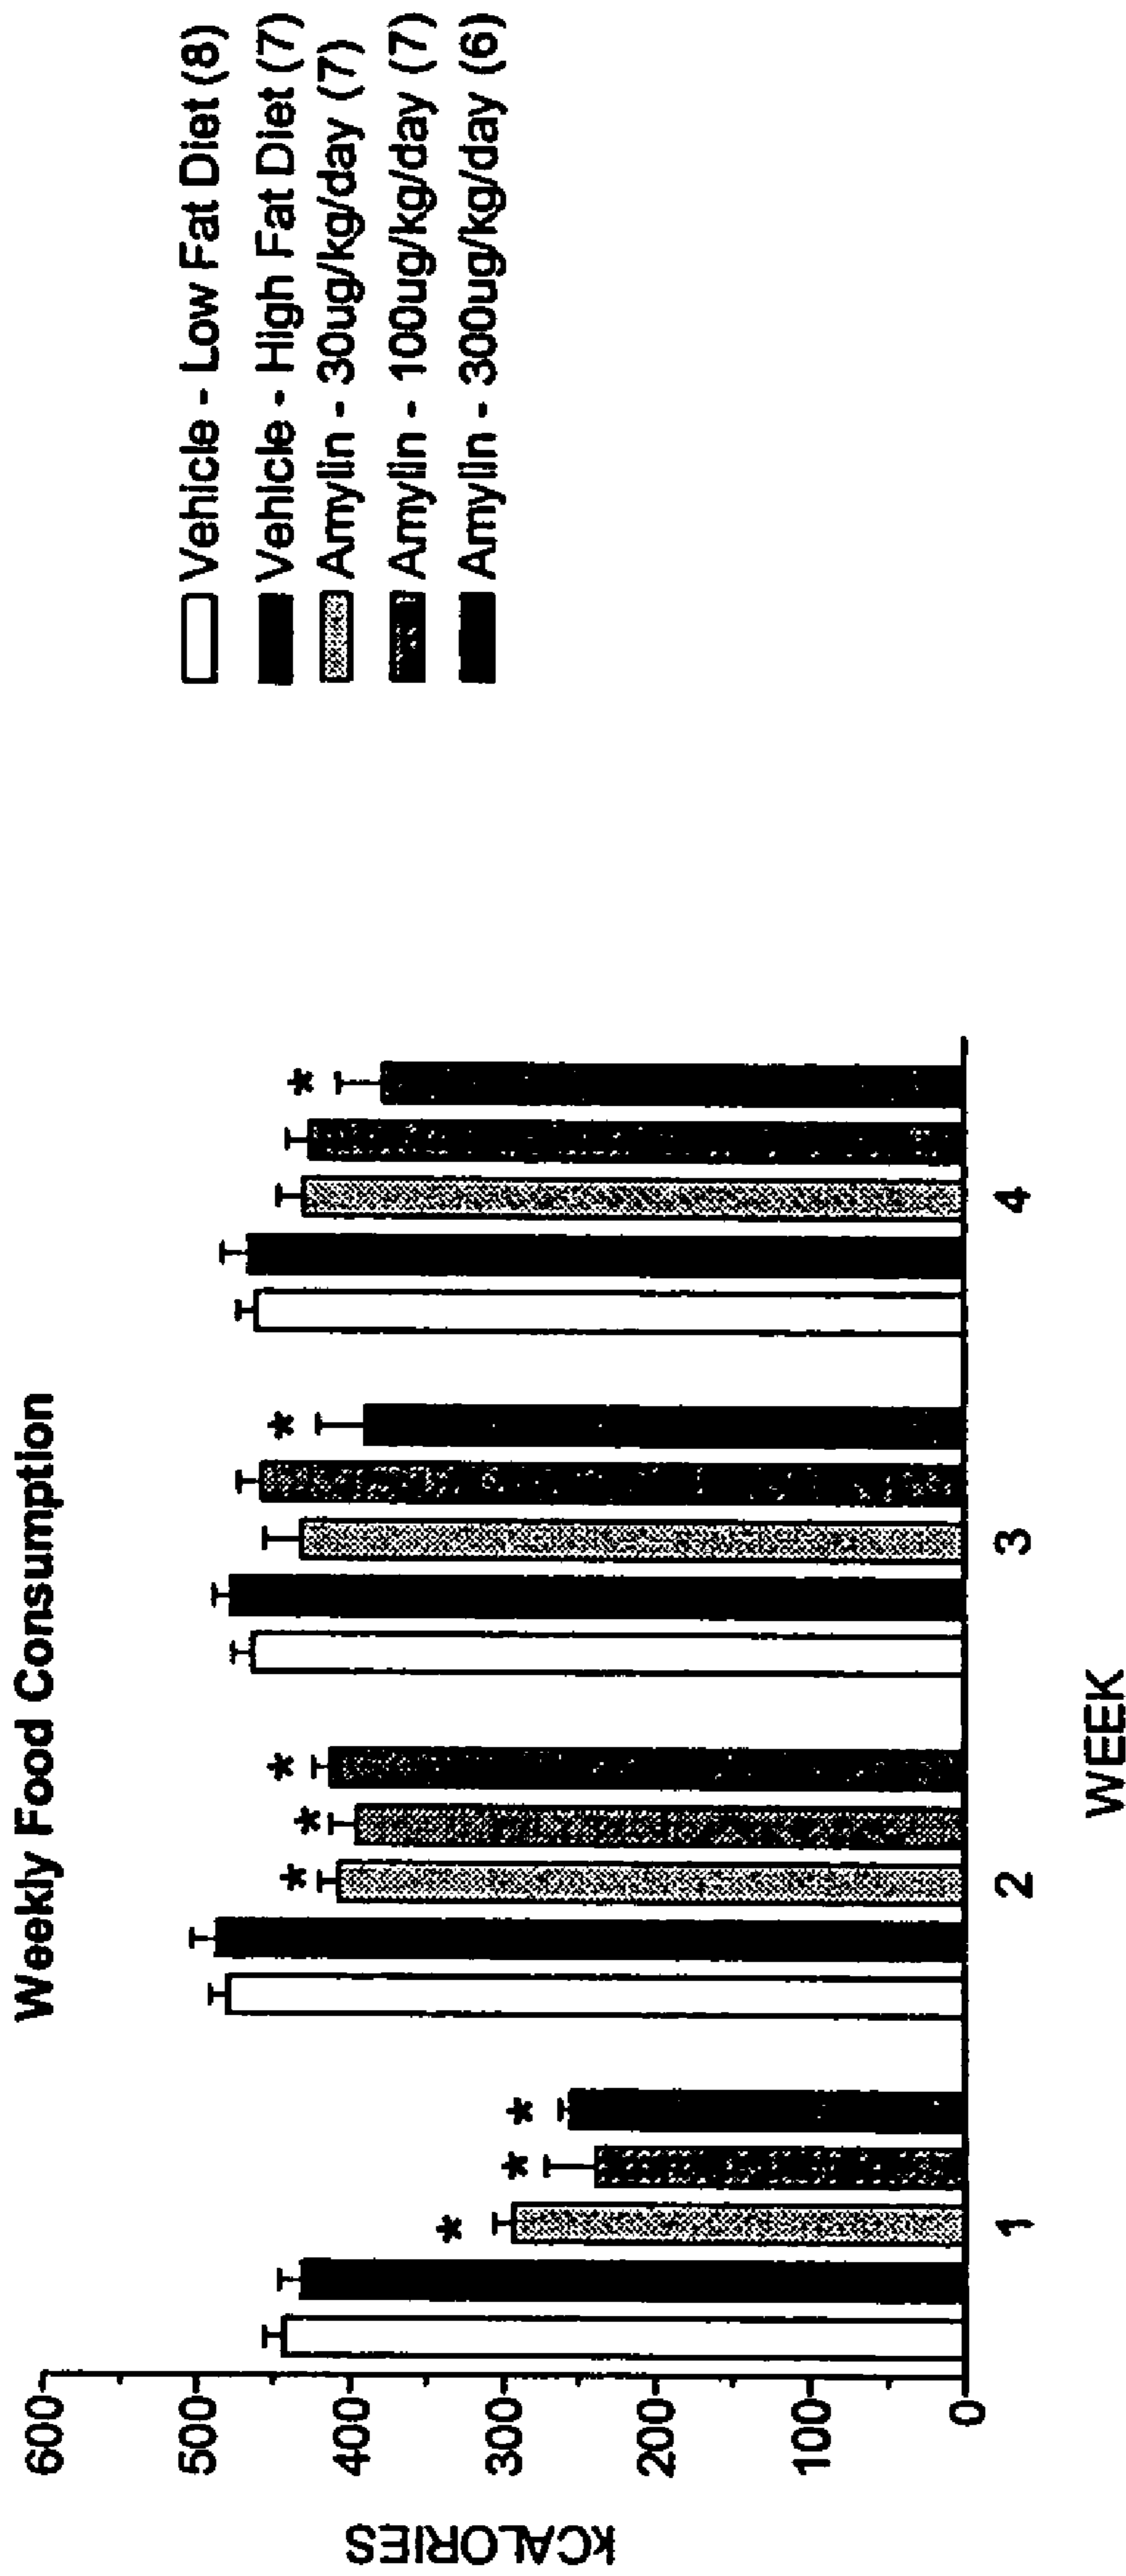 Weekly Food Consumption
Vehicle - Low Fat Diet (8)
Vehicle - High Fat Diet (7)
Amylin - 30ug/kg/day (7)
Amylin - 100ug/kg/day (7)
Amylin - 300ug/kg/day (6)
kCALORIES
600
500
400
300
200
100
0
* * *
* * *
*
*
1 2 3 4
WEEK